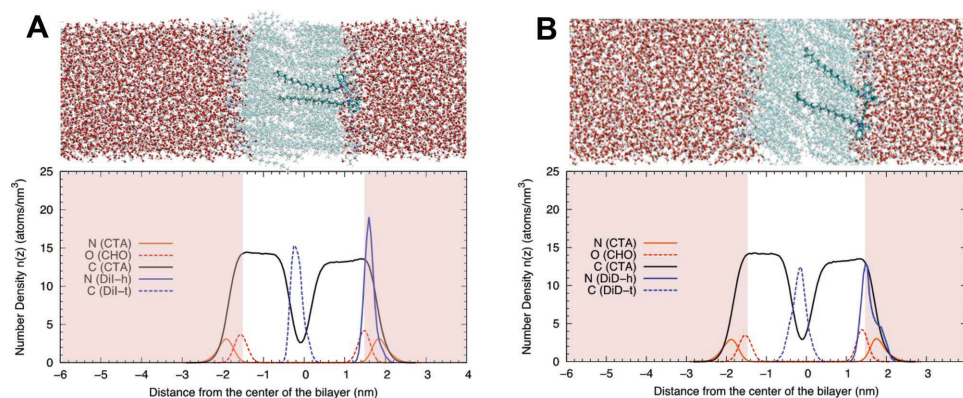 A
B
25
20
15
10
5
0
Number Density n(z) (atoms/nm³)
N (CTA)
O (CHO)
C (CTA)
N (DiI–h)
C (DiI–t)
−6 −5 −4 −3 −2 −1 0 1 2 3 4
Distance from the center of the bilayer (nm)
25
20
15
10
5
0
Number Density n(z) (atoms/nm³)
N (CTA)
O (CHO)
C (CTA)
N (DiD–h)
C (DiD–t)
−6 −5 −4 −3 −2 −1 0 1 2 3 4
Distance from the center of the bilayer (nm)